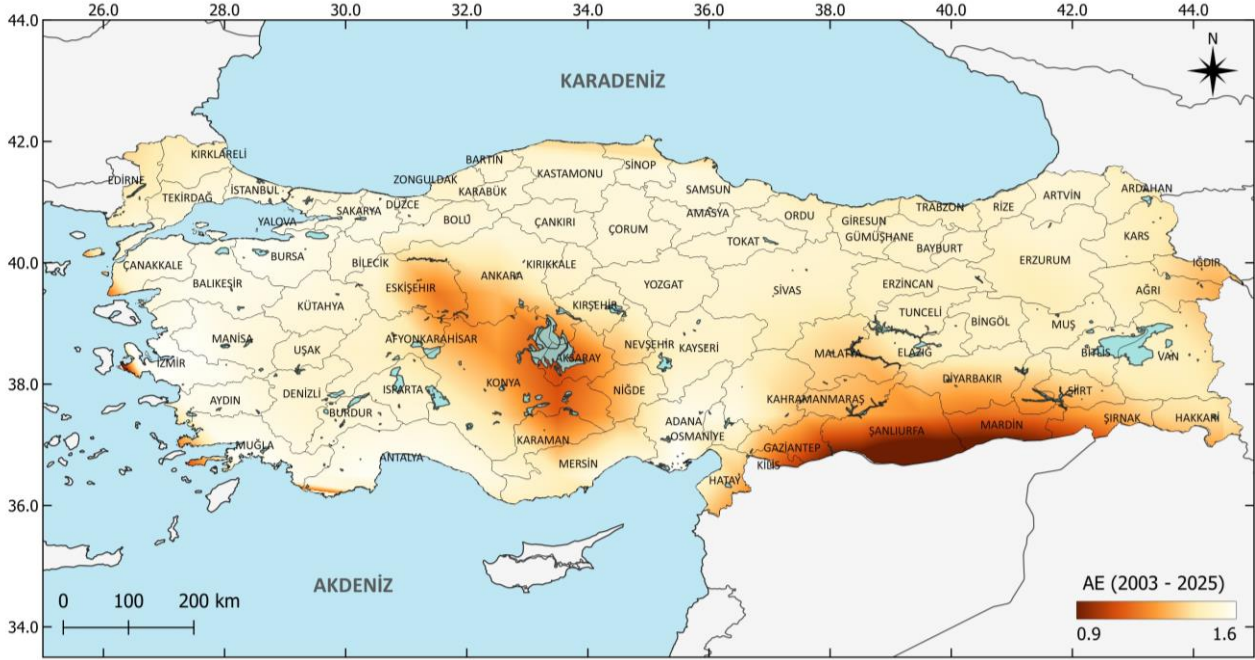 26.0 28.0 30.0 32.0 34.0 36.0 38.0 40.0 42.0 44.0
44.0
N
KARADENİZ
42.0
KIRKLARELİ
BARTIN
SİNOP
KASTAMONU
EDİRNE
ZONGULDAK
TEKİRDAĞ
İSTANBUL
KARABÜK
SAMSUN
ARTVİN
ARDAHAN
DÜZCE
SAKARYA
YALOVA
BOLU
ÇANKIRI
AMASYA
ORDU
TRABZON
RİZE
GİRESUN
ÇORUM
TOKAT
GÜMÜŞHANE
KARS
BAYBURT
40.0
ÇANAKKALE
BURSA
BİLECİK
ANKARA
KIRIKKALE
ERZURUM
IĞDIR
BALIKEŞİR
ESKİŞEHİR
YOZGAT
SİVAS
ERZİNCAN
AĞRI
KÜTAHYA
KIRŞEHİR
TUNCELİ
BİNGÖL
MUŞ
MANİSA
UŞAK
AFYONKARAHİSAR
NEVŞEHİR
KAYSERİ
MALATYA
ELAZIĞ
BİTLİS
VAN
İZMİR
AKSARAY
38.0
AYDIN
DENİZLİ
ISPARTA
KONYA
NİĞDE
KAHRAMANMARAŞ
DİYARBAKIR
SİİRT
BURDUR
ADANA
OSMANİYE
ŞANLIURFA
MARDİN
ŞIRNAK
HAKKARİ
MUĞLA
ANTALYA
KARAMAN
MERSİN
GAZİANTEP
KİLİS
HATAY
36.0
AKDENİZ
0 100 200 km
AE (2003 - 2025)
0.9 1.6
34.0